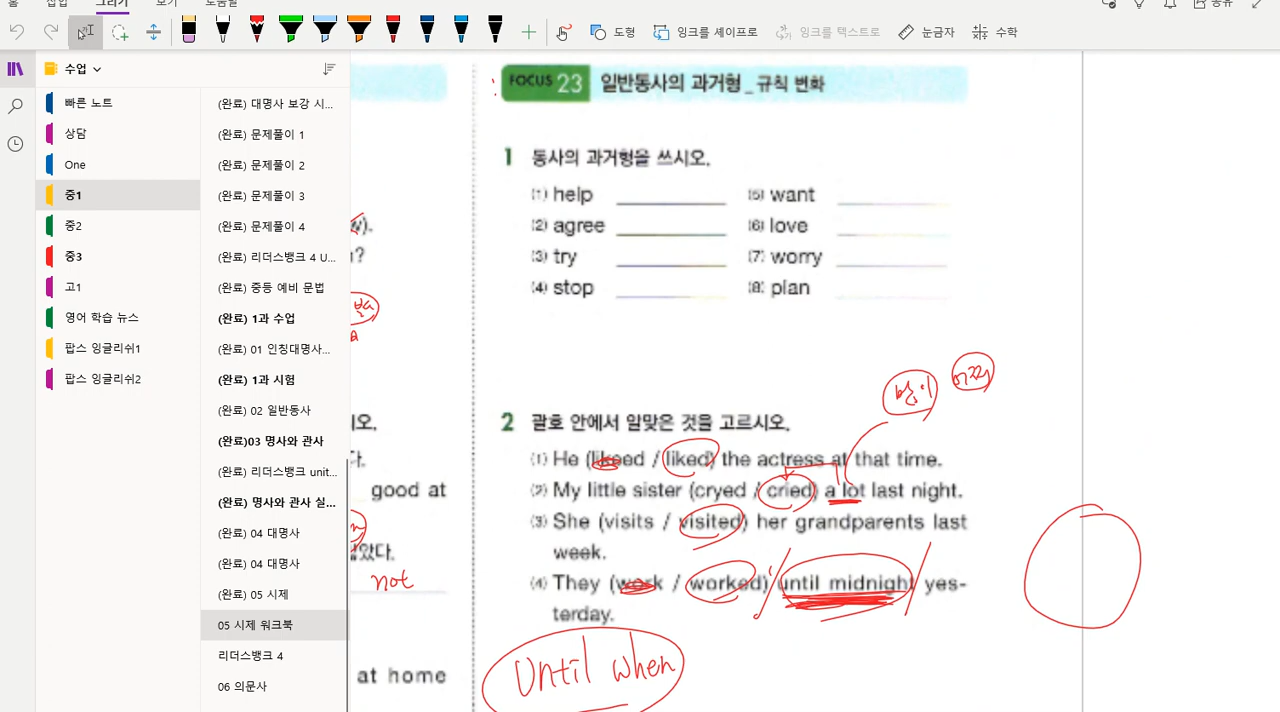 홈 삽입 그리기 보기 도움말
공유
도형 잉크를 셰이프로 잉크를 텍스트로 눈금자 수학
수업
빠른 노트
상담
One
중1
중2
중3
고1
영어 학습 뉴스
팝스 잉글리쉬1
팝스 잉글리쉬2
(완료) 대명사 보강 시...
(완료) 문제풀이 1
(완료) 문제풀이 2
(완료) 문제풀이 3
(완료) 문제풀이 4
(완료) 리더스뱅크 4 U...
(완료) 중등 예비 문법
(완료) 1과 수업
(완료) 01 인칭대명사...
(완료) 1과 시험
(완료) 02 일반동사
(완료)03 명사와 관사
(완료) 리더스뱅크 unit...
(완료) 명사와 관사 실...
(완료) 04 대명사
(완료) 04 대명사
(완료) 05 시제
05 시제 워크북
리더스뱅크 4
06 의문사
good at
not
at home
FOCUS 23 일반동사의 과거형_규칙 변화
1 동사의 과거형을 쓰시오.
(1) help (5) want
(2) agree (6) love
(3) try (7) worry
(4) stop (8) plan
많이 어쩌
2 괄호 안에서 알맞은 것을 고르시오.
(1) He (likeed / liked) the actress at that time.
(2) My little sister (cryed / cried) a lot last night.
(3) She (visits / visited) her grandparents last
week.
(4) They (work / worked) until midnight yes-
terday.
Until when